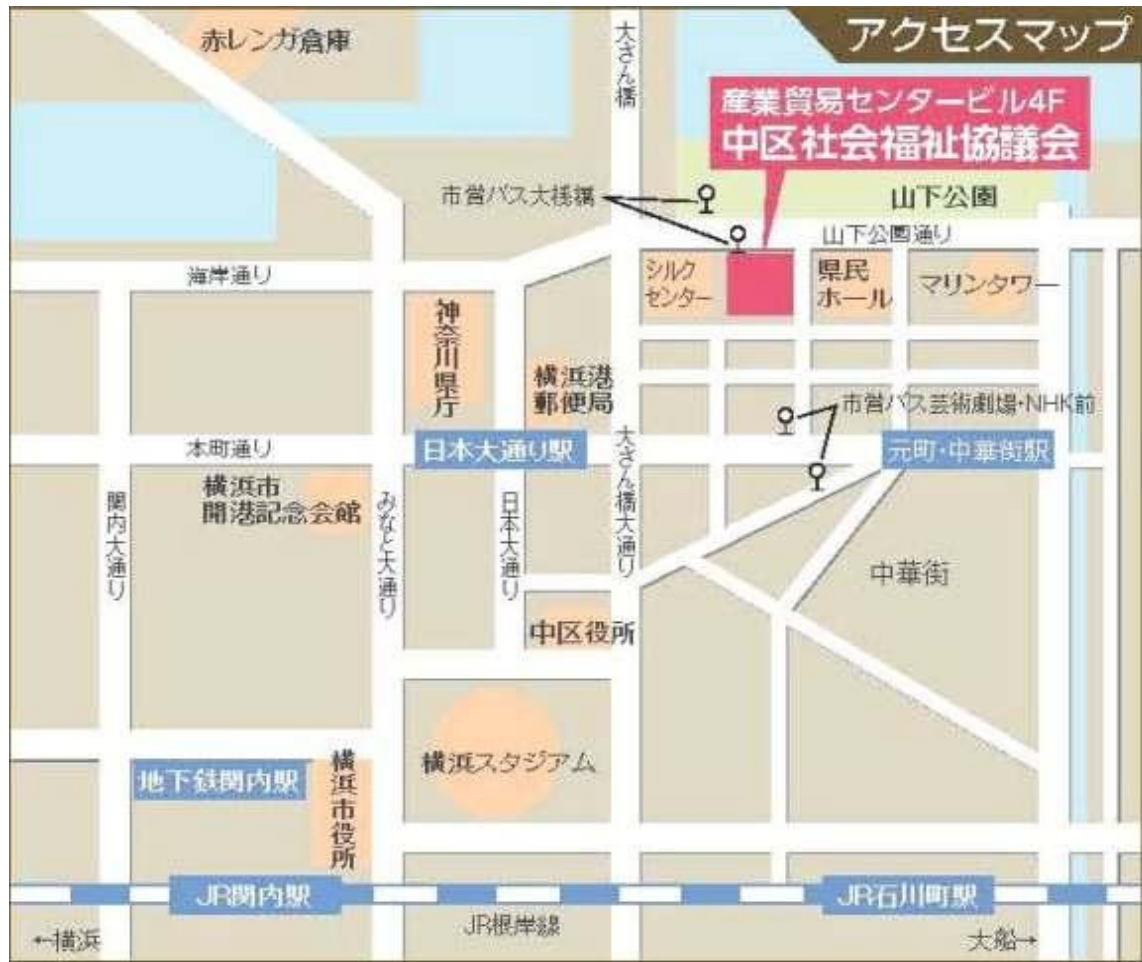 アクセスマップ
赤レンガ倉庫
大さん橋
産業貿易センタービル4F
中区社会福祉協議会
市営バス大桟橋
山下公園
山下公園通り
海岸通り
シルク
センター
県民
ホール
マリンタワー
神奈川県庁
横浜港
郵便局
市営バス芸術劇場・NHK前
本町通り
日本大通り駅
元町・中華街駅
横浜市
開港記念会館
関内大通り
みなと大通り
日本大通り
大さん橋大通り
中華街
中区役所
横浜スタジアム
地下鉄関内駅
横浜市役所
JR関内駅
JR石川町駅
JR根岸線
←横浜
大船→